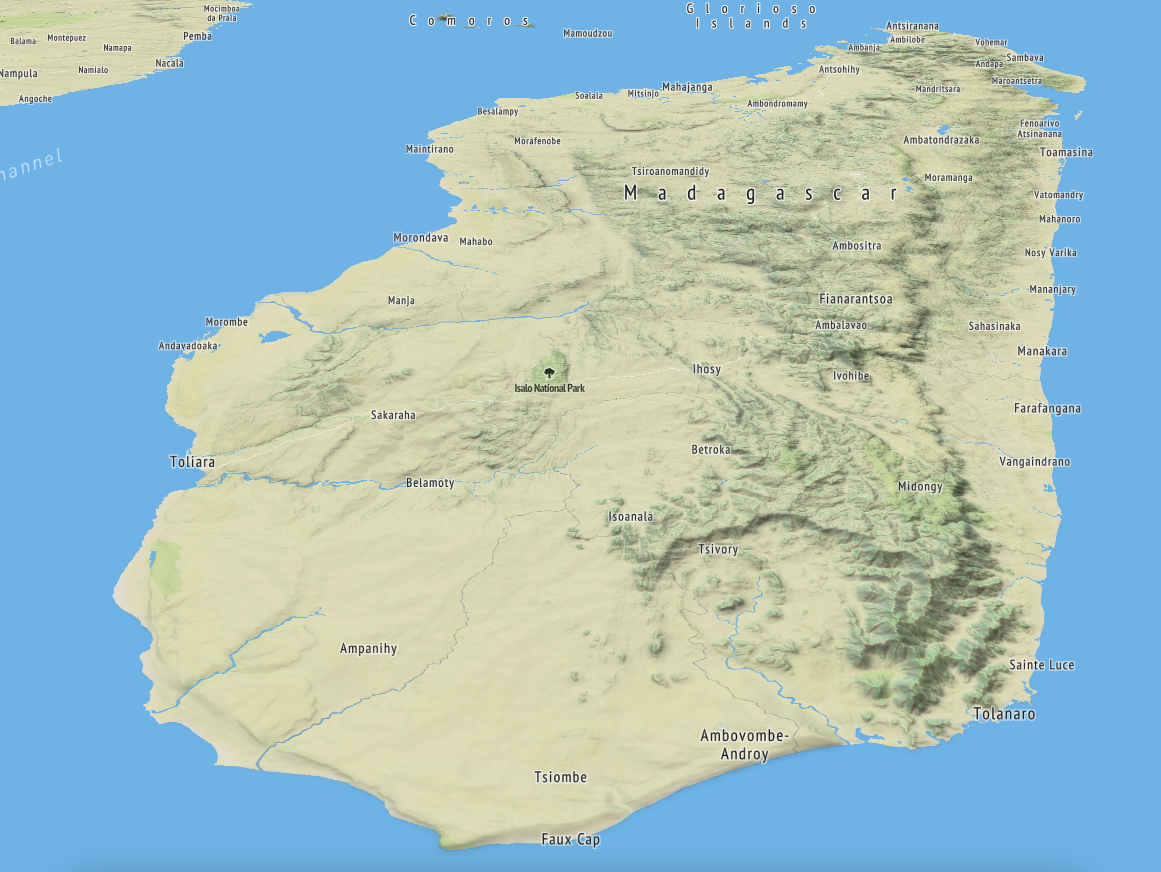 Mocimboa
da Praia
Comoros
Glorioso
Islands
Mamoudzou
Antsiranana
Balama
Montepuez
Namapa
Pemba
Ambilobe
Ambanja
Vohemar
Sambava
Andapa
Nampula
Namialo
Nacala
Antsohihy
Maroantsetra
Angoche
Soalala
Mitsinjo
Mahajanga
Mandritsara
Besalampy
Ambondromamy
Fenoarivo
Atsinanana
Morafenobe
Ambatondrazaka
Maintirano
Toamasina
hannel
Tsiroanomandidy
Moramanga
Madagascar
Vatomandry
Mahanoro
Morondava
Mahabo
Ambositra
Nosy Varika
Manja
Fianarantsoa
Mananjary
Morombe
Ambalavao
Sahasinaka
Andavadoaka
Manakara
Ihosy
Ivohibe
Isalo National Park
Sakaraha
Farafangana
Betroka
Toliara
Vangaindrano
Belamoty
Midongy
Isoanala
Tsivory
Ampanihy
Sainte Luce
Tolanaro
Ambovombe-
Androy
Tsiombe
Faux Cap